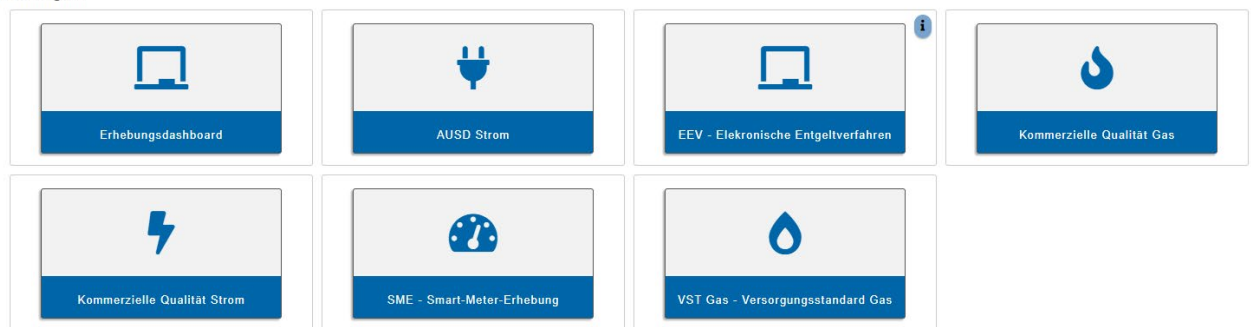 i
Erhebungsdashboard
AUSD Strom
EEV - Elekronische Entgeltverfahren
Kommerzielle Qualität Gas
Kommerzielle Qualität Strom
SME - Smart-Meter-Erhebung
VST Gas - Versorgungsstandard Gas